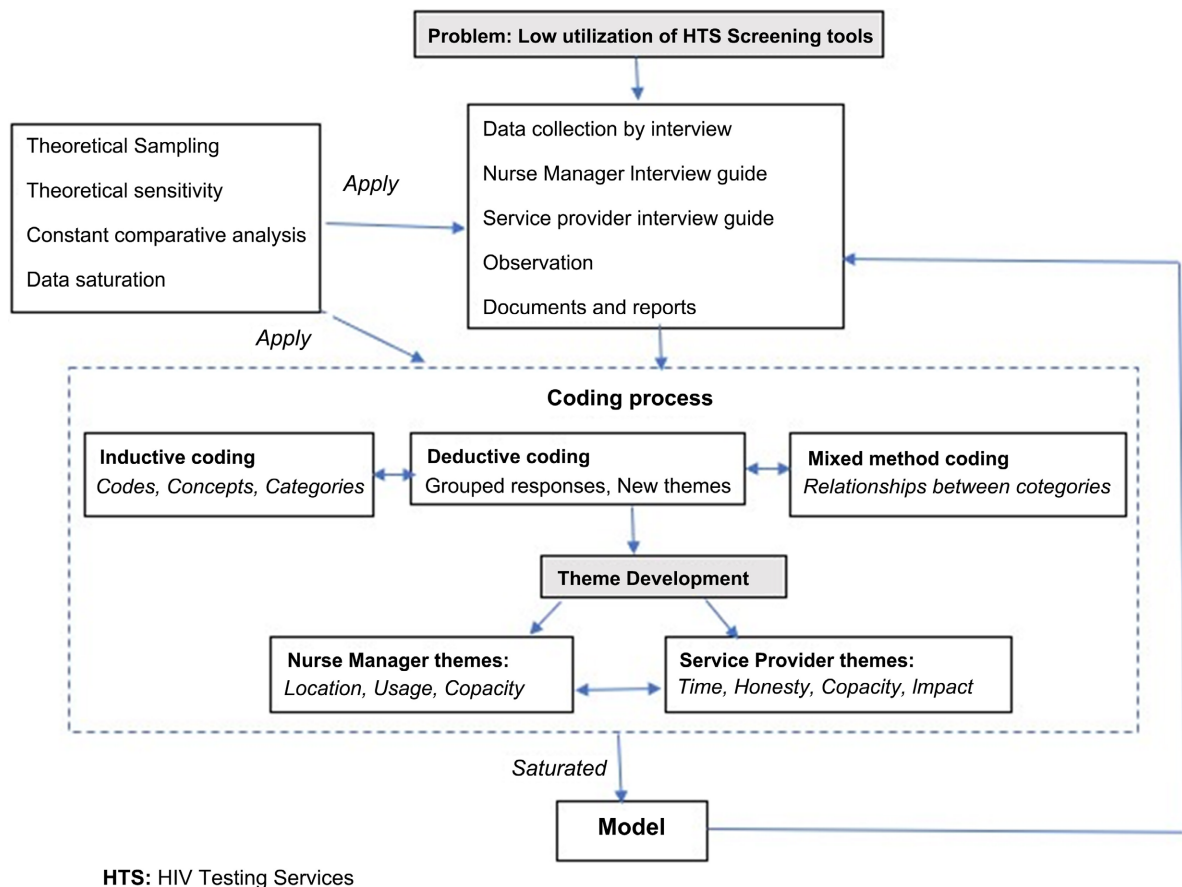 Problem: Low utilization of HTS Screening tools
Theoretical Sampling
Theoretical sensitivity
Constant comparative analysis
Data saturation
Apply
Data collection by interview
Nurse Manager Interview guide
Service provider interview guide
Observation
Documents and reports
Apply
Coding process
Inductive coding
Codes, Concepts, Categories
Deductive coding
Grouped responses, New themes
Mixed method coding
Relationships between cotegories
Theme Development
Nurse Manager themes:
Location, Usage, Copacity
Service Provider themes:
Time, Honesty, Copacity, Impact
Saturated
Model
HTS: HIV Testing Services